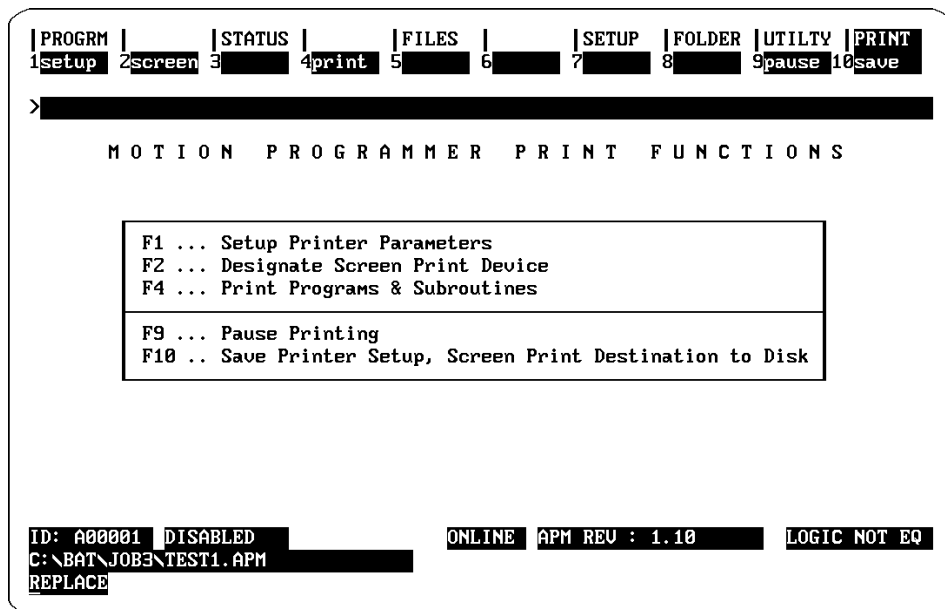 |PROGRM | |STATUS | |FILES | |SETUP |FOLDER |UTILTY |PRINT
1setup 2screen 3 4print 5 6 7 8 9pause 10save
>
MOTION PROGRAMMER PRINT FUNCTIONS
F1 ... Setup Printer Parameters
F2 ... Designate Screen Print Device
F4 ... Print Programs & Subroutines
F9 ... Pause Printing
F10 .. Save Printer Setup, Screen Print Destination to Disk
ID: A00001 DISABLED ONLINE APM REV : 1.10 LOGIC NOT EQ
C:\BAT\JOB3\TEST1.APM
REPLACE